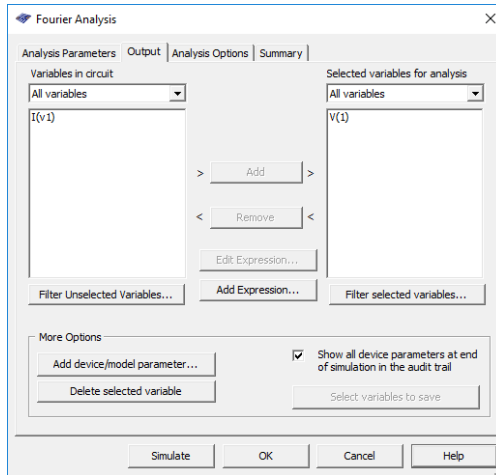 Fourier Analysis
Analysis Parameters Output Analysis Options Summary
Variables in circuit
All variables
I(v1)
Filter Unselected Variables...
> Add >
< Remove <
Edit Expression...
Add Expression...
Selected variables for analysis
All variables
V(1)
Filter selected variables...
More Options
Add device/model parameter...
Delete selected variable
Show all device parameters at end
of simulation in the audit trail
Select variables to save
Simulate OK Cancel Help